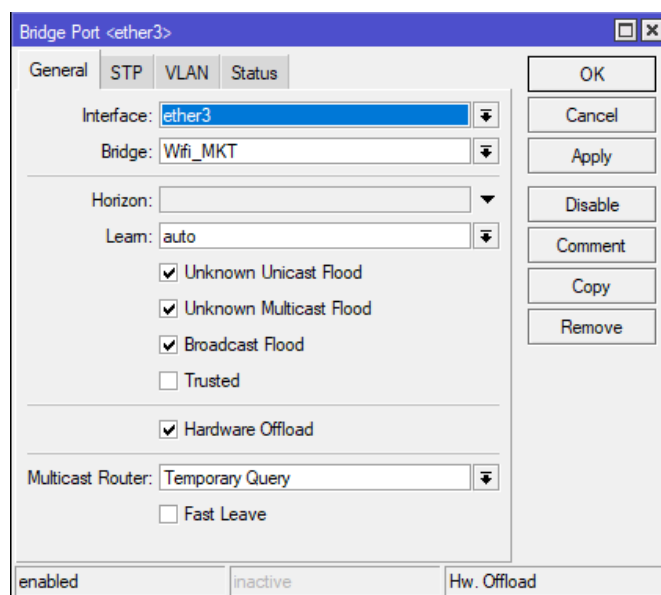 Bridge Port <ether3>
General STP VLAN Status
Interface: ether3
Bridge: Wifi_MKT
Horizon:
Learn: auto
Unknown Unicast Flood
Unknown Multicast Flood
Broadcast Flood
Trusted
Hardware Offload
Multicast Router: Temporary Query
Fast Leave
OK
Cancel
Apply
Disable
Comment
Copy
Remove
enabled inactive Hw. Offload